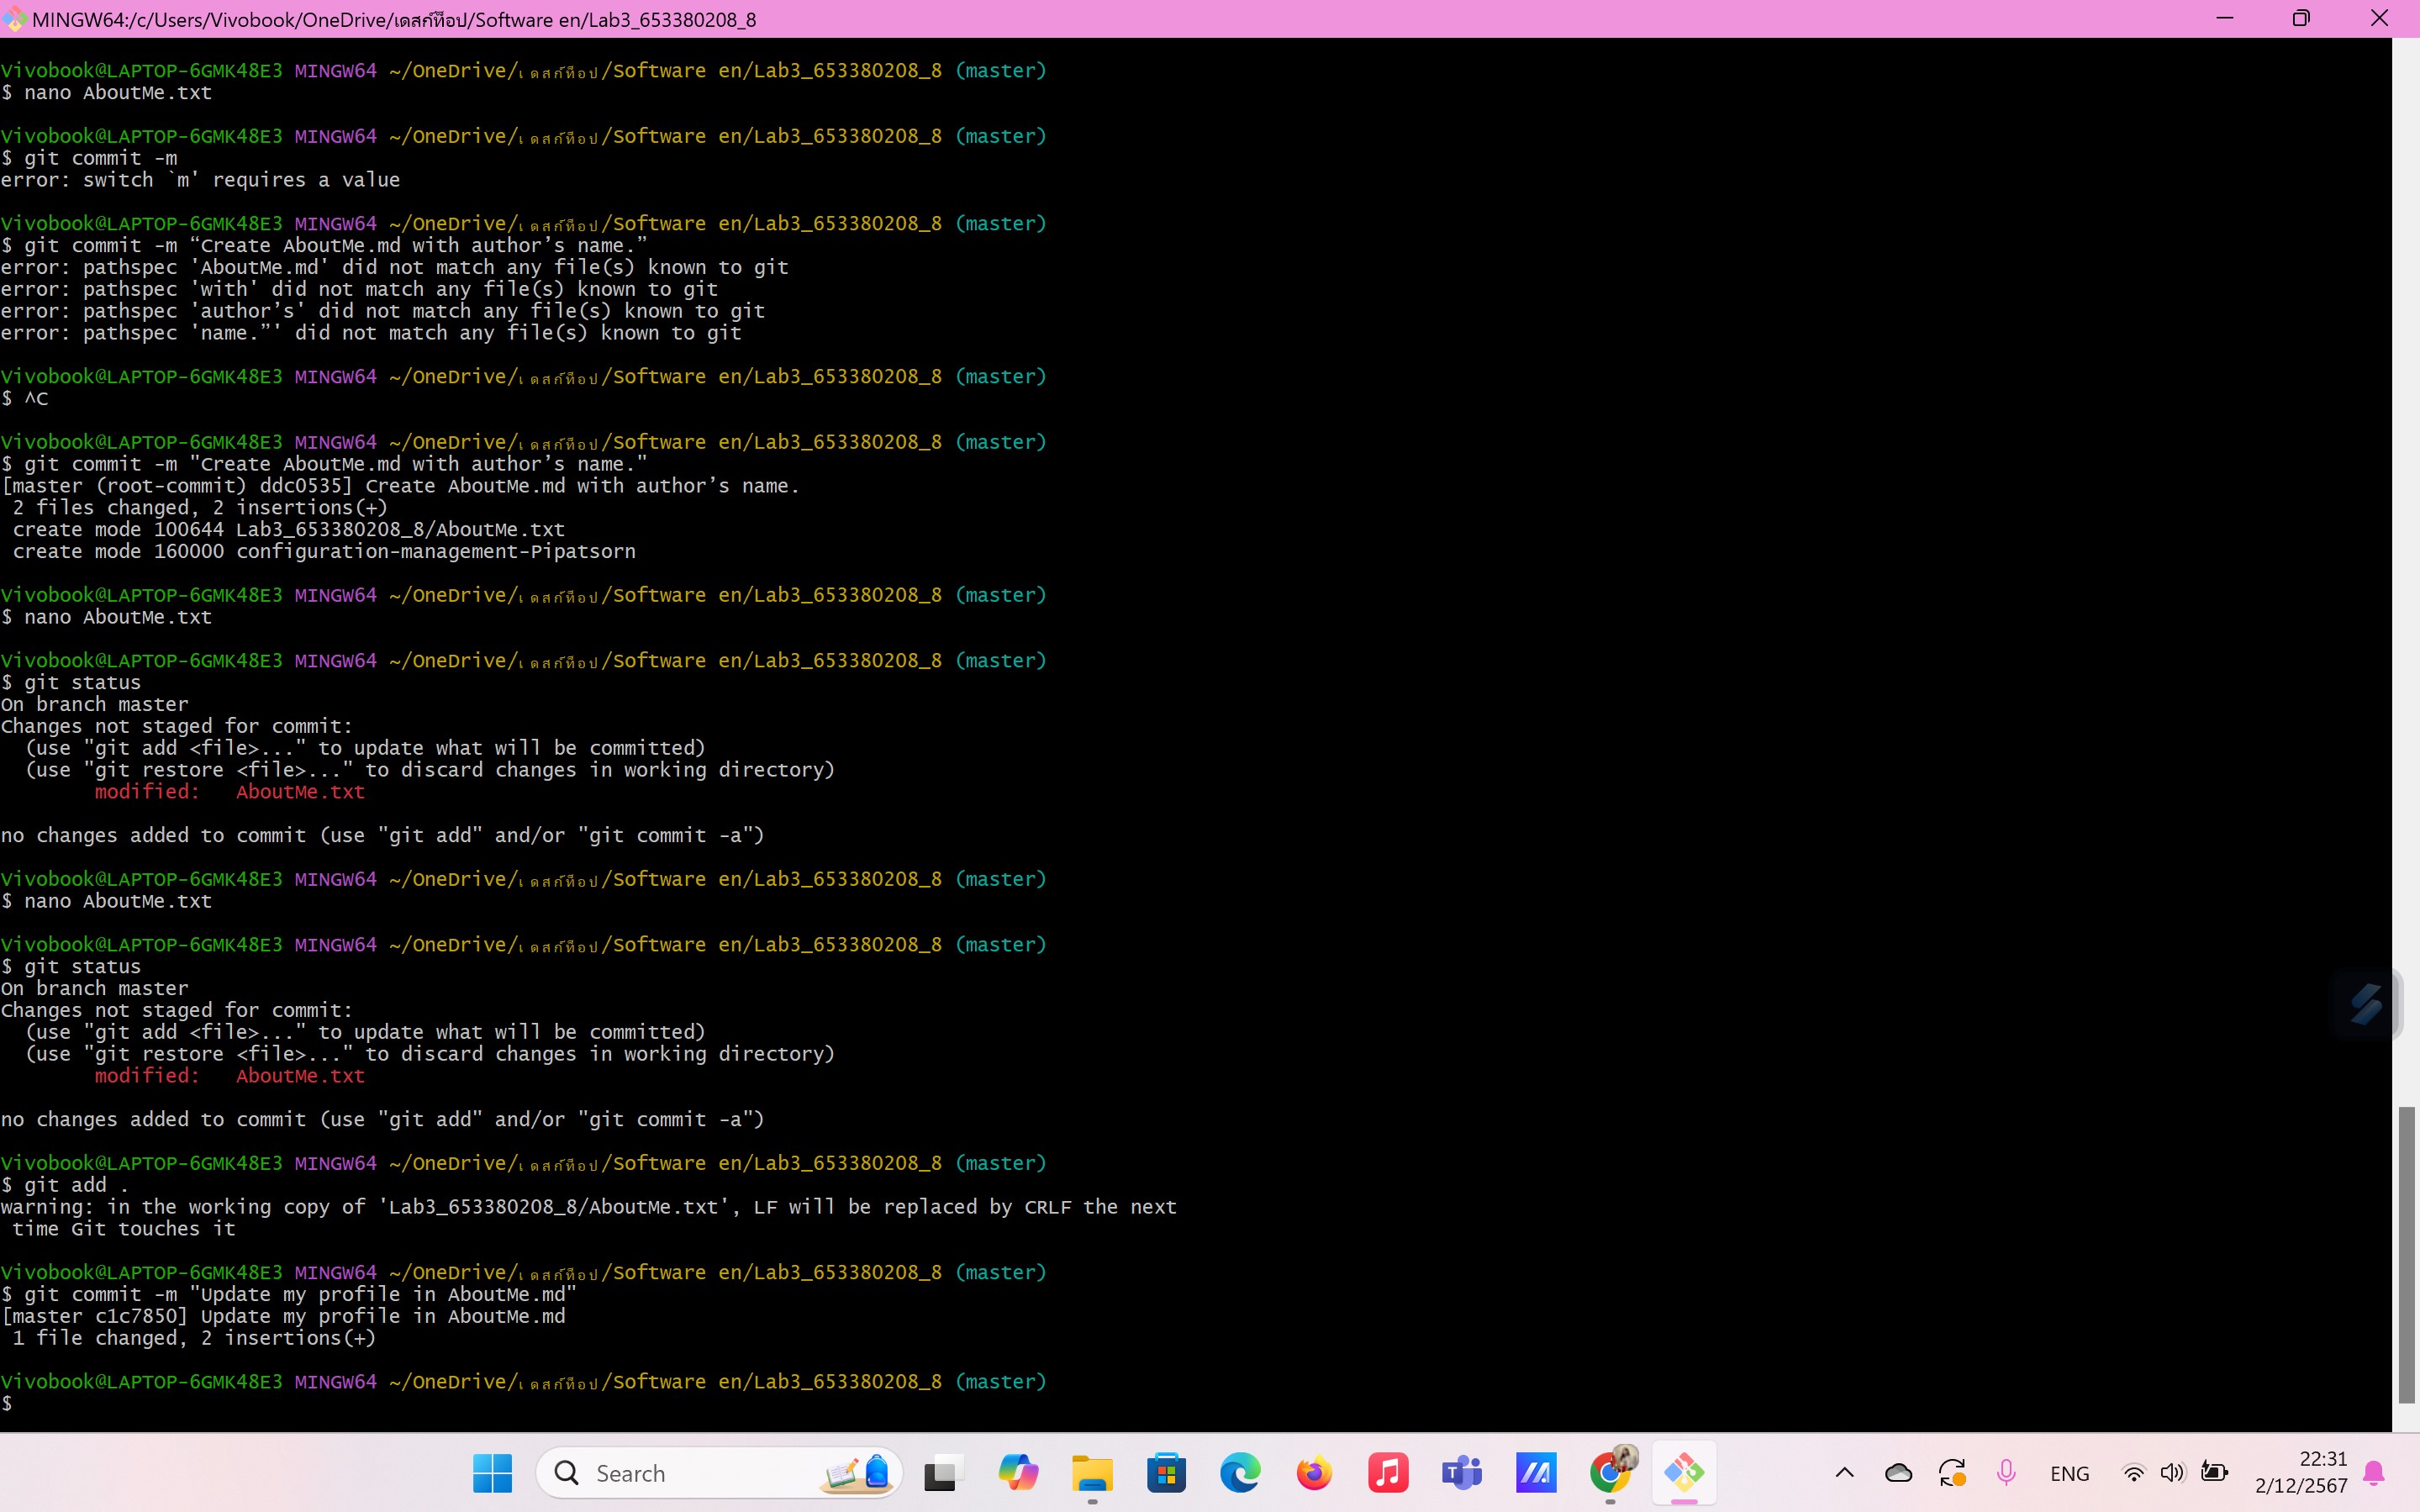 MINGW64:/c/Users/Vivobook/OneDrive/เดสก์ท็อป/Software en/Lab3_653380208_8
Vivobook@LAPTOP-6GMK48E3 MINGW64 ~/OneDrive/เดสก์ท็อป/Software en/Lab3_653380208_8 (master)
$ nano AboutMe.txt
Vivobook@LAPTOP-6GMK48E3 MINGW64 ~/OneDrive/เดสก์ท็อป/Software en/Lab3_653380208_8 (master)
$ git commit -m
error: switch `m' requires a value
Vivobook@LAPTOP-6GMK48E3 MINGW64 ~/OneDrive/เดสก์ท็อป/Software en/Lab3_653380208_8 (master)
$ git commit -m “Create AboutMe.md with author’s name.”
error: pathspec 'AboutMe.md' did not match any file(s) known to git
error: pathspec 'with' did not match any file(s) known to git
error: pathspec 'author’s' did not match any file(s) known to git
error: pathspec 'name.”' did not match any file(s) known to git
Vivobook@LAPTOP-6GMK48E3 MINGW64 ~/OneDrive/เดสก์ท็อป/Software en/Lab3_653380208_8 (master)
$ ^C
Vivobook@LAPTOP-6GMK48E3 MINGW64 ~/OneDrive/เดสก์ท็อป/Software en/Lab3_653380208_8 (master)
$ git commit -m "Create AboutMe.md with author’s name."
[master (root-commit) ddc0535] Create AboutMe.md with author’s name.
2 files changed, 2 insertions(+)
create mode 100644 Lab3_653380208_8/AboutMe.txt
create mode 160000 configuration-management-Pipatsorn
Vivobook@LAPTOP-6GMK48E3 MINGW64 ~/OneDrive/เดสก์ท็อป/Software en/Lab3_653380208_8 (master)
$ nano AboutMe.txt
Vivobook@LAPTOP-6GMK48E3 MINGW64 ~/OneDrive/เดสก์ท็อป/Software en/Lab3_653380208_8 (master)
$ git status
On branch master
Changes not staged for commit:
(use "git add <file>..." to update what will be committed)
(use "git restore <file>..." to discard changes in working directory)
modified:   AboutMe.txt
no changes added to commit (use "git add" and/or "git commit -a")
Vivobook@LAPTOP-6GMK48E3 MINGW64 ~/OneDrive/เดสก์ท็อป/Software en/Lab3_653380208_8 (master)
$ nano AboutMe.txt
Vivobook@LAPTOP-6GMK48E3 MINGW64 ~/OneDrive/เดสก์ท็อป/Software en/Lab3_653380208_8 (master)
$ git status
On branch master
Changes not staged for commit:
(use "git add <file>..." to update what will be committed)
(use "git restore <file>..." to discard changes in working directory)
modified:   AboutMe.txt
no changes added to commit (use "git add" and/or "git commit -a")
Vivobook@LAPTOP-6GMK48E3 MINGW64 ~/OneDrive/เดสก์ท็อป/Software en/Lab3_653380208_8 (master)
$ git add .
warning: in the working copy of 'Lab3_653380208_8/AboutMe.txt', LF will be replaced by CRLF the next
time Git touches it
Vivobook@LAPTOP-6GMK48E3 MINGW64 ~/OneDrive/เดสก์ท็อป/Software en/Lab3_653380208_8 (master)
$ git commit -m "Update my profile in AboutMe.md"
[master c1c7850] Update my profile in AboutMe.md
1 file changed, 2 insertions(+)
Vivobook@LAPTOP-6GMK48E3 MINGW64 ~/OneDrive/เดสก์ท็อป/Software en/Lab3_653380208_8 (master)
$
Search
ENG
22:31
2/12/2567